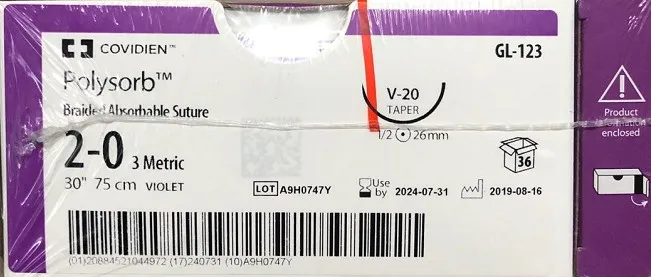 COVIDIEN™
GL-123
Polysorb™
Braided Absorbable Suture
V-20
TAPER
1/2 26mm
2-0 3 Metric
30" 75 cm VIOLET
36
LOT A9H0747Y
Use by 2024-07-31
2019-08-16
(01)20884521044972 (17)240731 (10)A9H0747Y
Product
information
enclosed